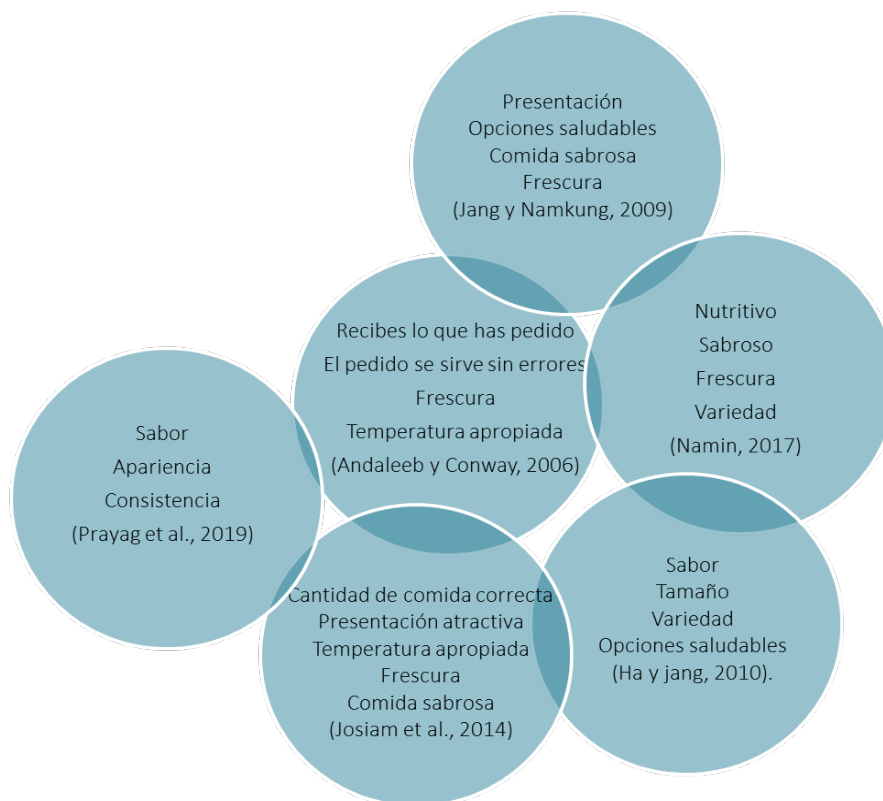 Presentación
Opciones saludables
Comida sabrosa
Frescura
(Jang y Namkung, 2009)
Recibes lo que has pedido
El pedido se sirve sin errores
Frescura
Temperatura apropiada
(Andaleeb y Conway, 2006)
Nutritivo
Sabroso
Frescura
Variedad
(Namin, 2017)
Sabor
Apariencia
Consistencia
(Prayag et al., 2019)
Cantidad de comida correcta
Presentación atractiva
Temperatura apropiada
Frescura
Comida sabrosa
(Josiam et al., 2014)
Sabor
Tamaño
Variedad
Opciones saludables
(Ha y jang, 2010).